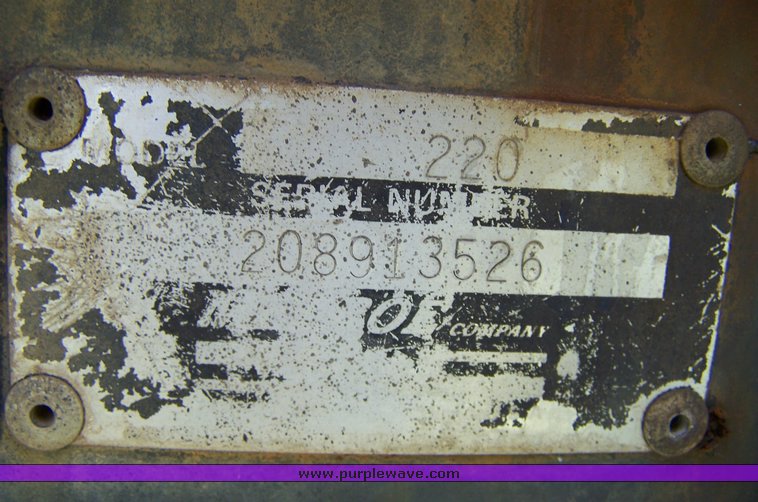 MODEL 220
SERIAL NUMBER
208913526
COMPANY
www.purplewave.com